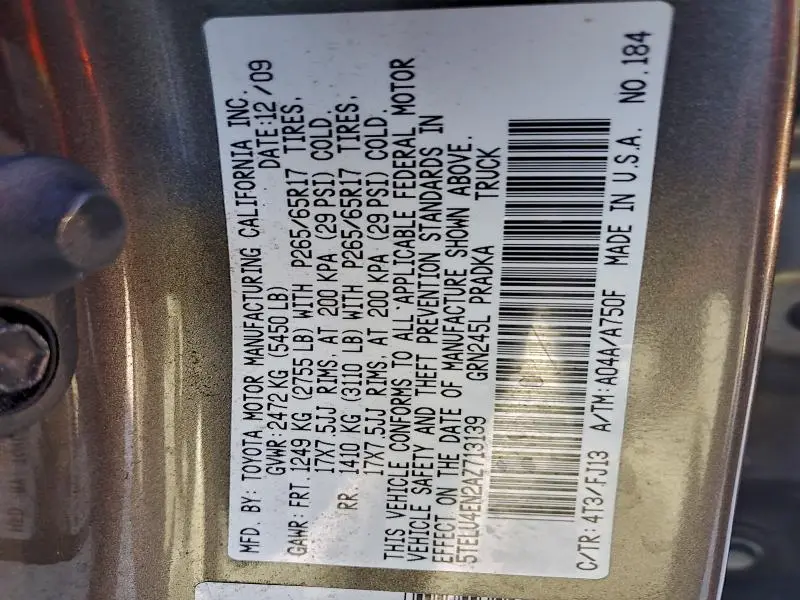 MFD. BY: TOYOTA MOTOR MANUFACTURING CALIFORNIA INC.
GVWR: 2472 KG (5450 LB) DATE: 12/09
GAWR: FRT. 1249 KG (2755 LB) WITH P265/65R17 TIRES,
17X7.5JJ RIMS, AT 200 KPA (29 PSI) COLD.
RR. 1410 KG (3110 LB) WITH P265/65R17 TIRES,
17X7.5JJ RIMS, AT 200 KPA (29 PSI) COLD.
THIS VEHICLE CONFORMS TO ALL APPLICABLE FEDERAL MOTOR
VEHICLE SAFETY AND THEFT PREVENTION STANDARDS IN
EFFECT ON THE DATE OF MANUFACTURE SHOWN ABOVE.
5TELU4EN2AZ713139 GRN245L PRADKA TRUCK
C/TR: 4T3/FJ13 A/TM: A04A/A750F MADE IN U.S.A. NO. 184